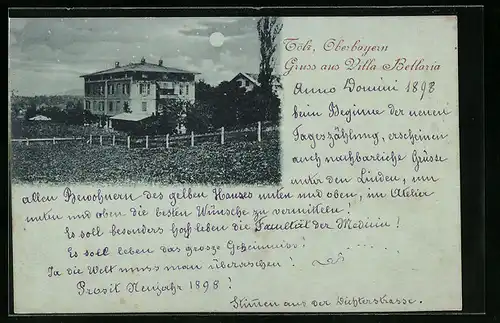 Tölz, Oberbayern
Gruss aus Villa Bellaria
Anno Domini 1898
beim Beginne der neuen
Tageszählung, erscheinen
auch nachbarliche Grüsse
unter den Linden, um
allen Bewohnern des gelben Hauses unten und oben, im Atelier
unten und oben die besten Wünsche zu vermitteln!
Es soll besonders hoch leben die Facultät der Medicin!
Es soll leben das grosse Geheimniss!
Ja die Welt muss man überraschen!
Prosit Neujahr 1898!
Stimmen aus der Dichterstrasse.